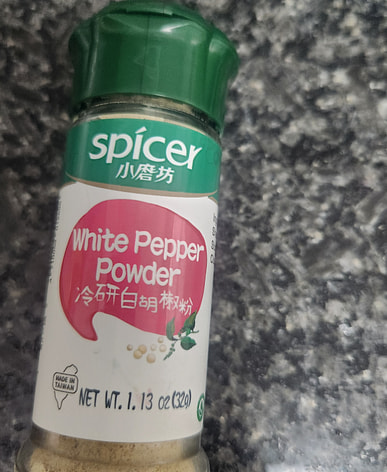 spicer
小磨坊
White Pepper
Powder
冷研白胡椒粉
MADE IN
TAIWAN
NET WT. 1.13 oz (32g)